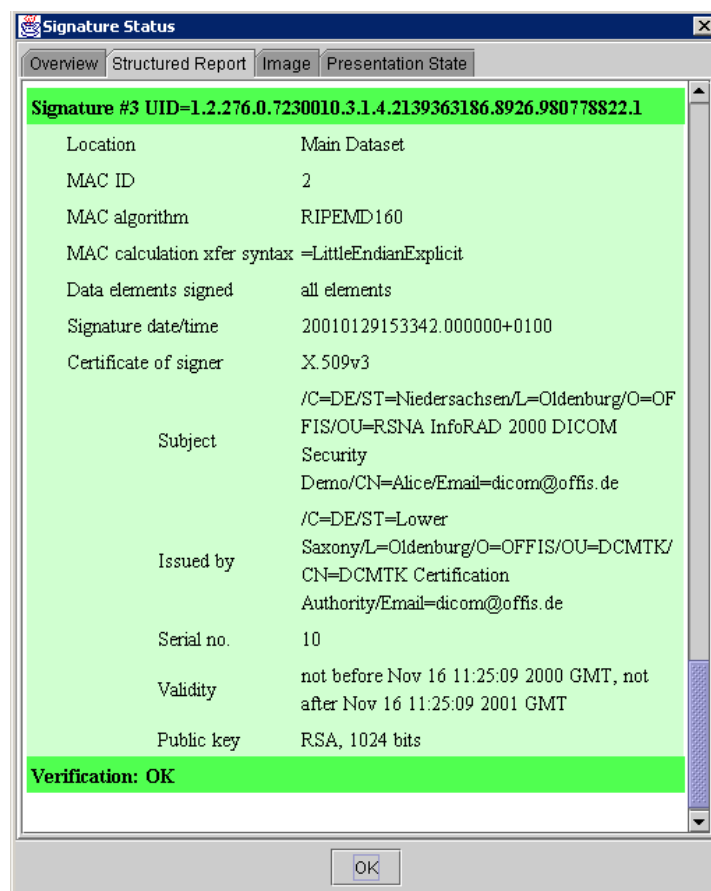 Signature Status
Overview Structured Report Image Presentation State
Signature #3 UID=1.2.276.0.7230010.3.1.4.2139363186.8926.980778822.1
Location Main Dataset
MAC ID 2
MAC algorithm RIPEMD160
MAC calculation xfer syntax =LittleEndianExplicit
Data elements signed all elements
Signature date/time 20010129153342.000000+0100
Certificate of signer X.509v3
/C=DE/ST=Niedersachsen/L=Oldenburg/O=OF
FIS/OU=RSNA InfoRAD 2000 DICOM
Subject
Security
Demo/CN=Alice/Email=dicom@offis.de
/C=DE/ST=Lower
Saxony/L=Oldenburg/O=OFFIS/OU=DCMTK/
Issued by
CN=DCMTK Certification
Authority/Email=dicom@offis.de
Serial no. 10
not before Nov 16 11:25:09 2000 GMT, not
Validity
after Nov 16 11:25:09 2001 GMT
Public key RSA, 1024 bits
Verification: OK
OK